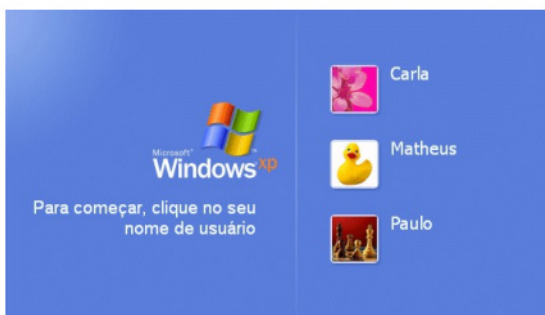 Microsoft®
Windows xp
Para começar, clique no seu
nome de usuário
Carla
Matheus
Paulo